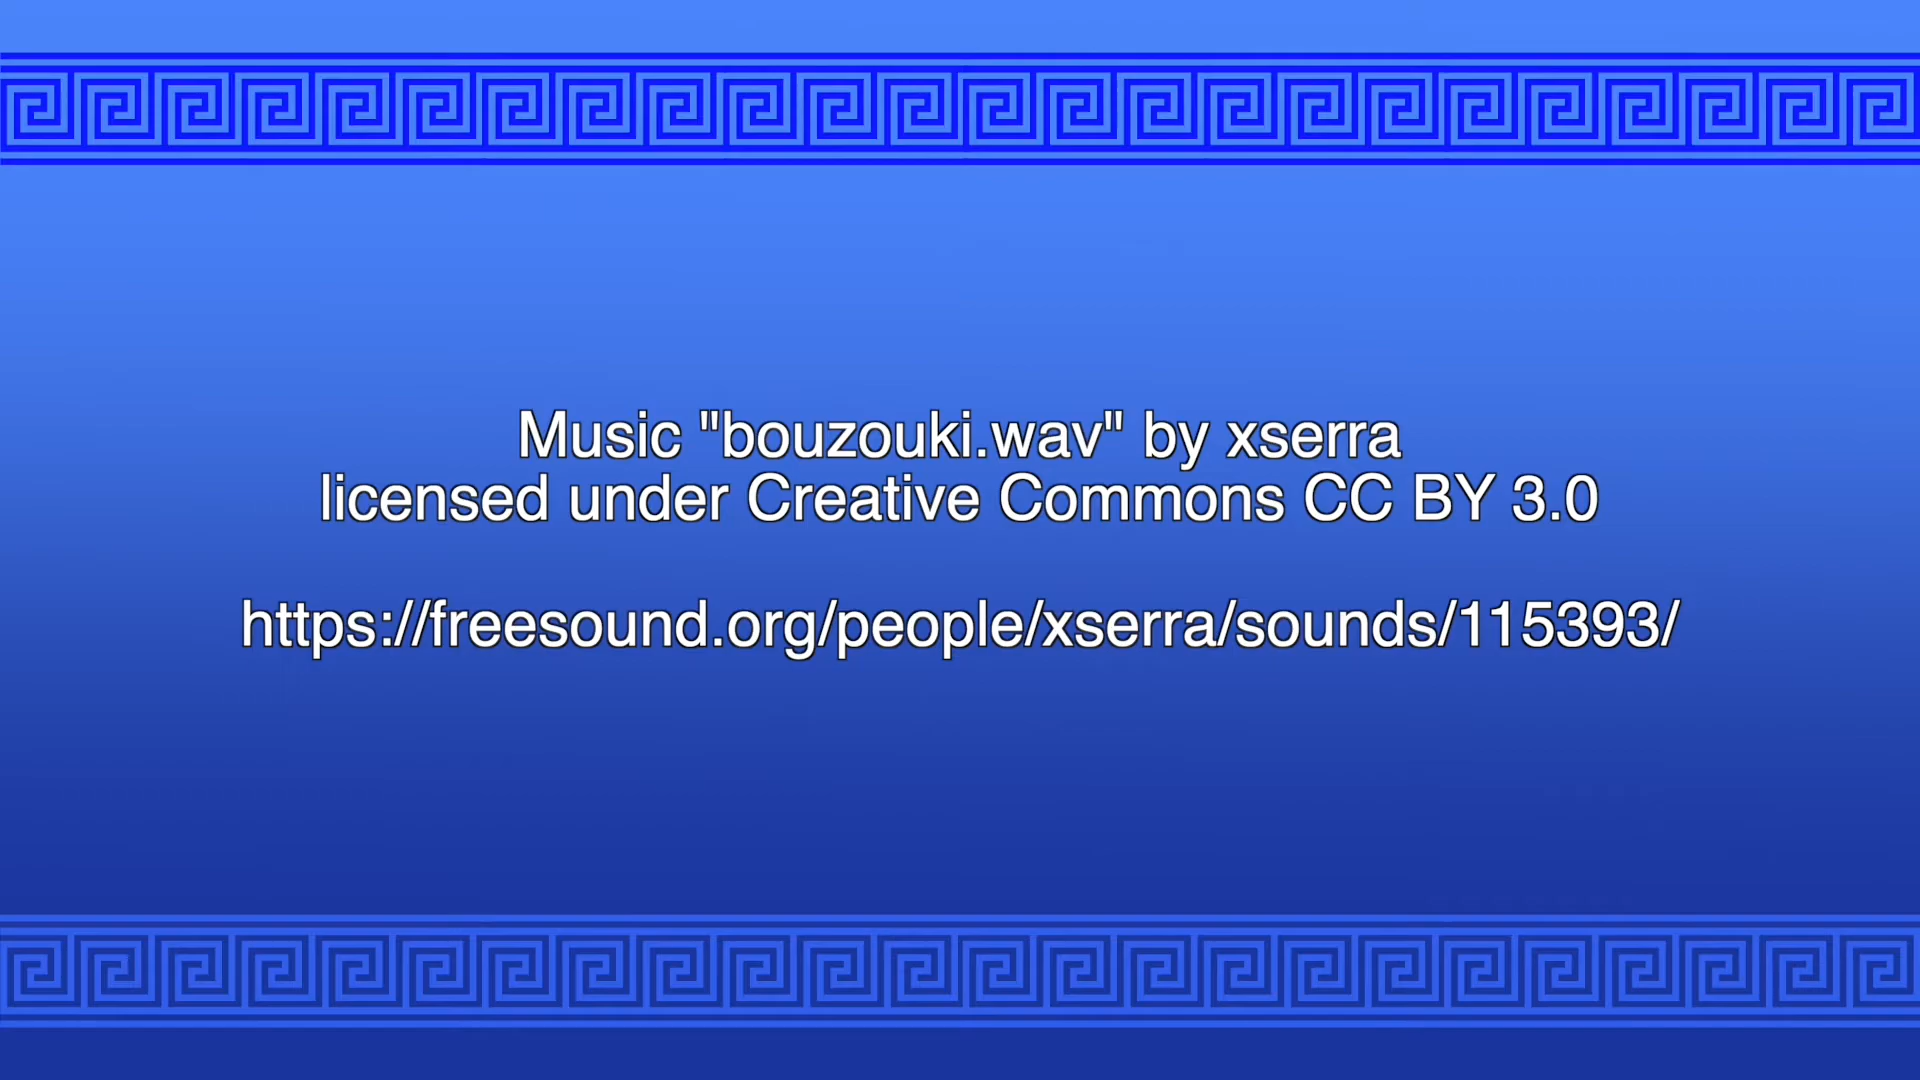 Music "bouzouki.wav" by xserra
licensed under Creative Commons CC BY 3.0
https://freesound.org/people/xserra/sounds/115393/